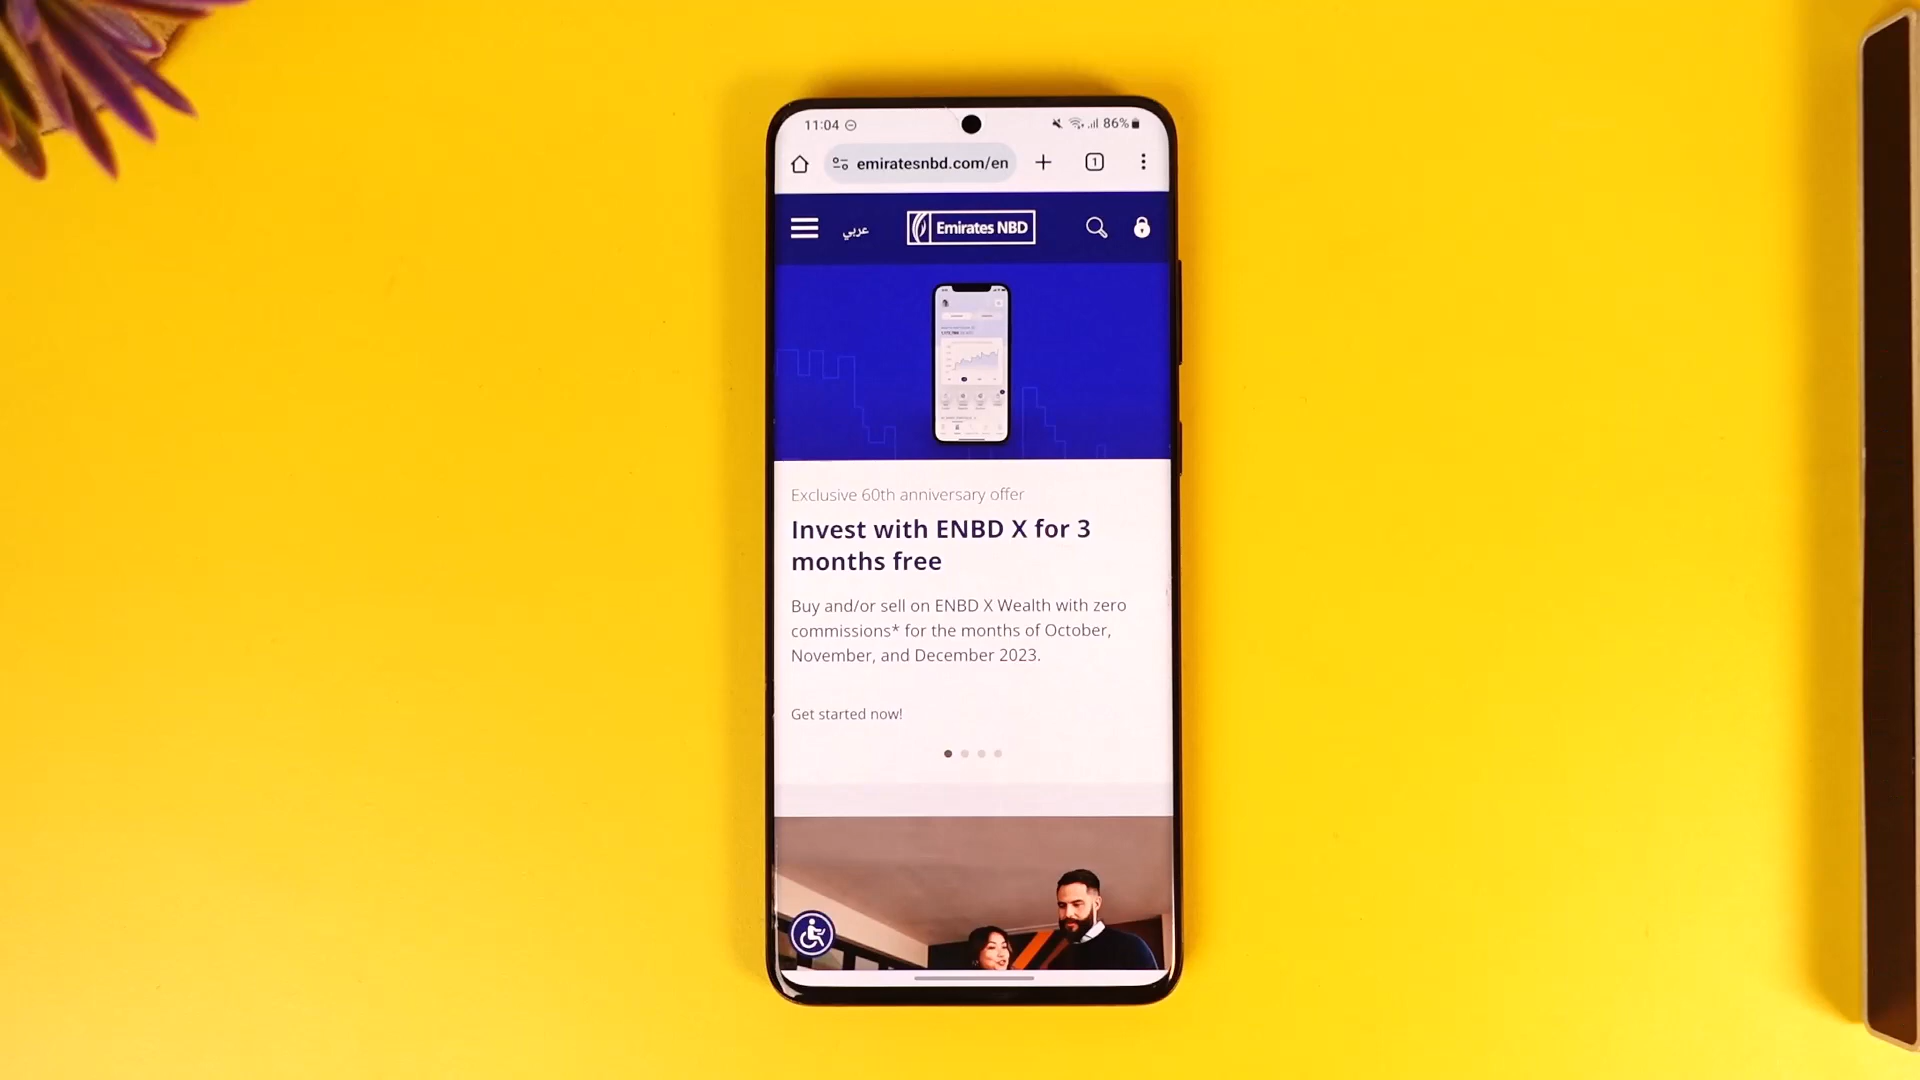 11:04
86%
emiratesnbd.com/en
1
عربي
Emirates NBD
Exclusive 60th anniversary offer
Invest with ENBD X for 3
months free
Buy and/or sell on ENBD X Wealth with zero
commissions* for the months of October,
November, and December 2023.
Get started now!